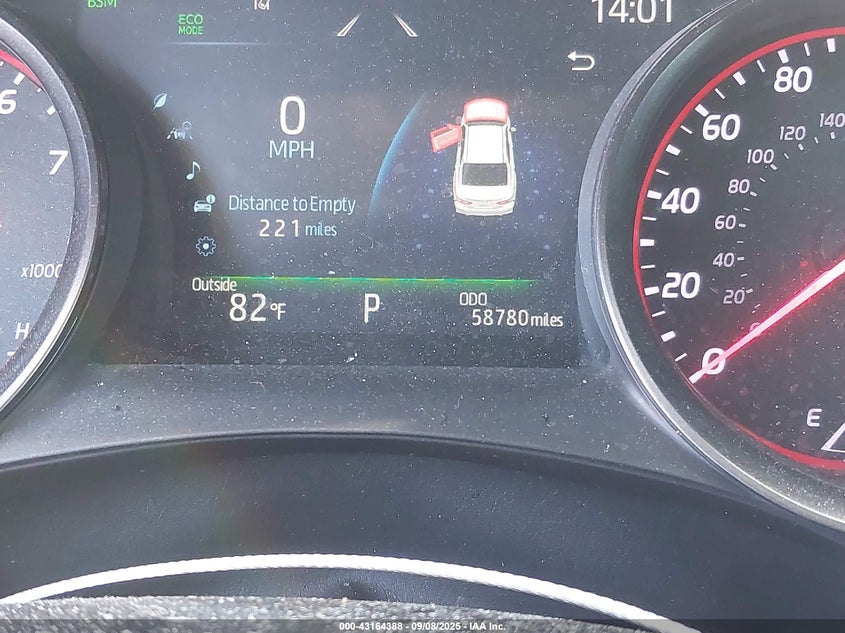 BSM
14:01
ECO
MODE
6
7
x1000
H
0
MPH
Distance to Empty
221 miles
Outside
82°F
P
ODO
58780 miles
80
60
40
20
0
140
120
100
80
60
40
20
0
E
000-43164388 - 09/08/2025 - IAA Inc.